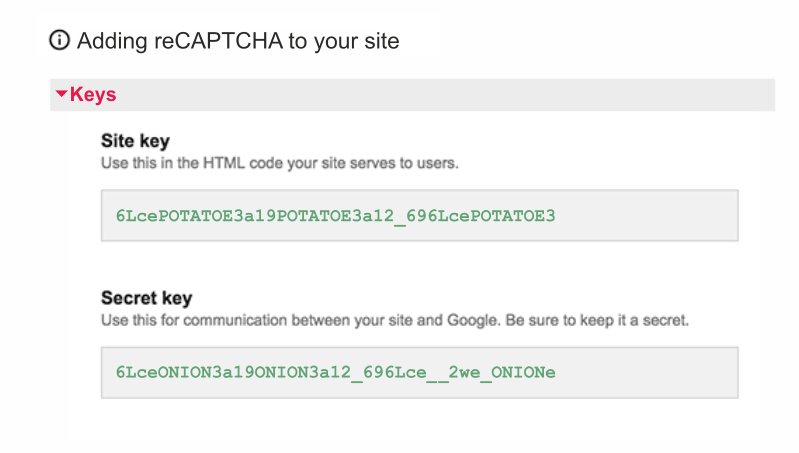 Adding reCAPTCHA to your site
Keys
Site key
Use this in the HTML code your site serves to users.
6LcePOTATOE3a19POTATOE3a12_696LcePOTATOE3
Secret key
Use this for communication between your site and Google. Be sure to keep it a secret.
6LceONION3a19ONION3a12_696Lce__2we_ONIONe